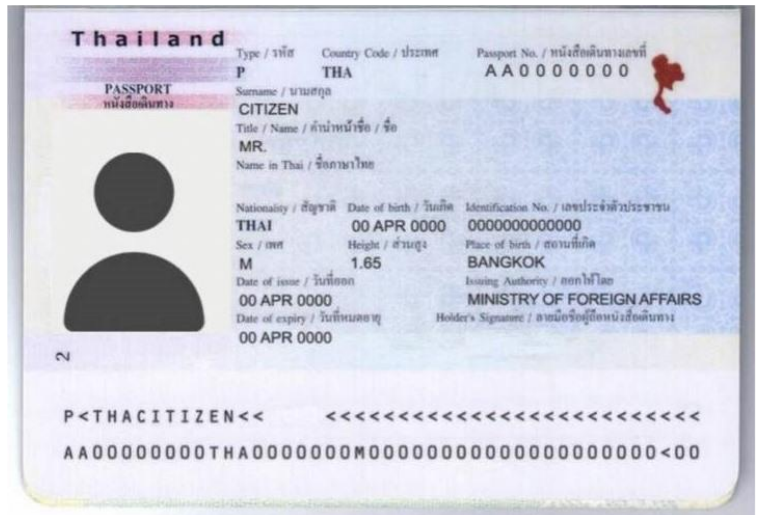 Thailand
PASSPORT
หนังสือเดินทาง
Type / รหัส Country Code / ประเทศ Passport No. / หนังสือเดินทางเลขที่
P THA AA0000000
Surname / นามสกุล
CITIZEN
Title / Name / คำนำหน้าชื่อ / ชื่อ
MR.
Name in Thai / ชื่อภาษาไทย
Nationality / สัญชาติ Date of birth / วันเกิด Identification No. / เลขประจำตัวประชาชน
THAI 00 APR 0000 0000000000000
Sex / เพศ Height / ส่วนสูง Place of birth / สถานที่เกิด
M 1.65 BANGKOK
Date of issue / วันที่ออก Issuing Authority / ออกให้โดย
00 APR 0000 MINISTRY OF FOREIGN AFFAIRS
Date of expiry / วันที่หมดอายุ Holder's Signature / ลายมือชื่อผู้ถือหนังสือเดินทาง
00 APR 0000
2
P<THACITIZEN<< <<<<<<<<<<<<<<<<<<<<<<<<<<
AA00000000THA0000000M00000000000000000000000<00